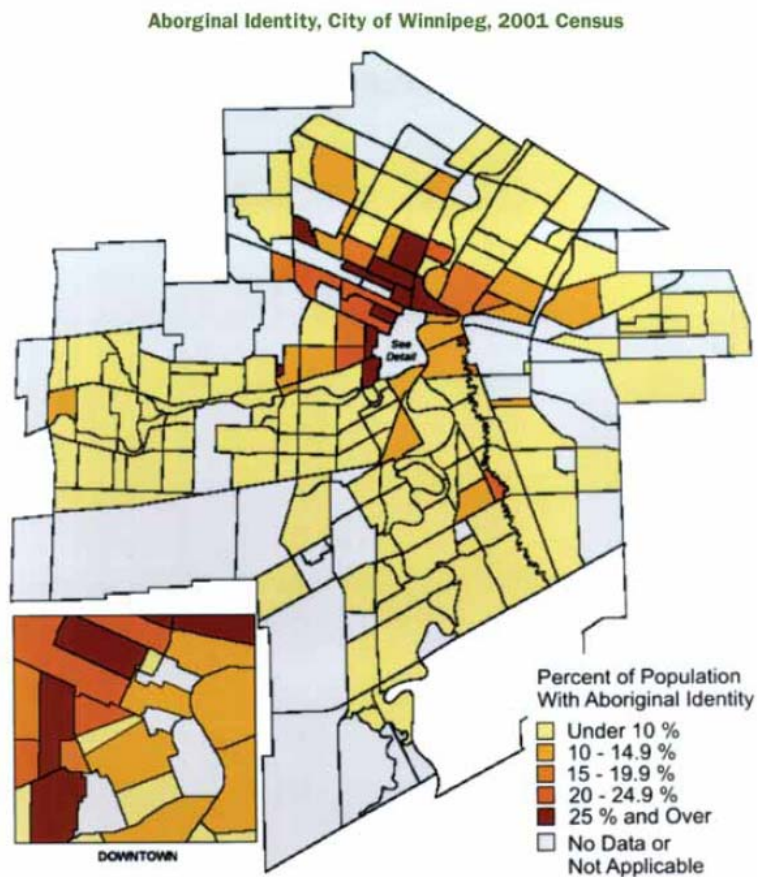 Aborginal Identity, City of Winnipeg, 2001 Census
See
Detail
Percent of Population
With Aboriginal Identity
Under 10 %
10 - 14.9 %
15 - 19.9 %
20 - 24.9 %
25 % and Over
No Data or
Not Applicable
DOWNTOWN